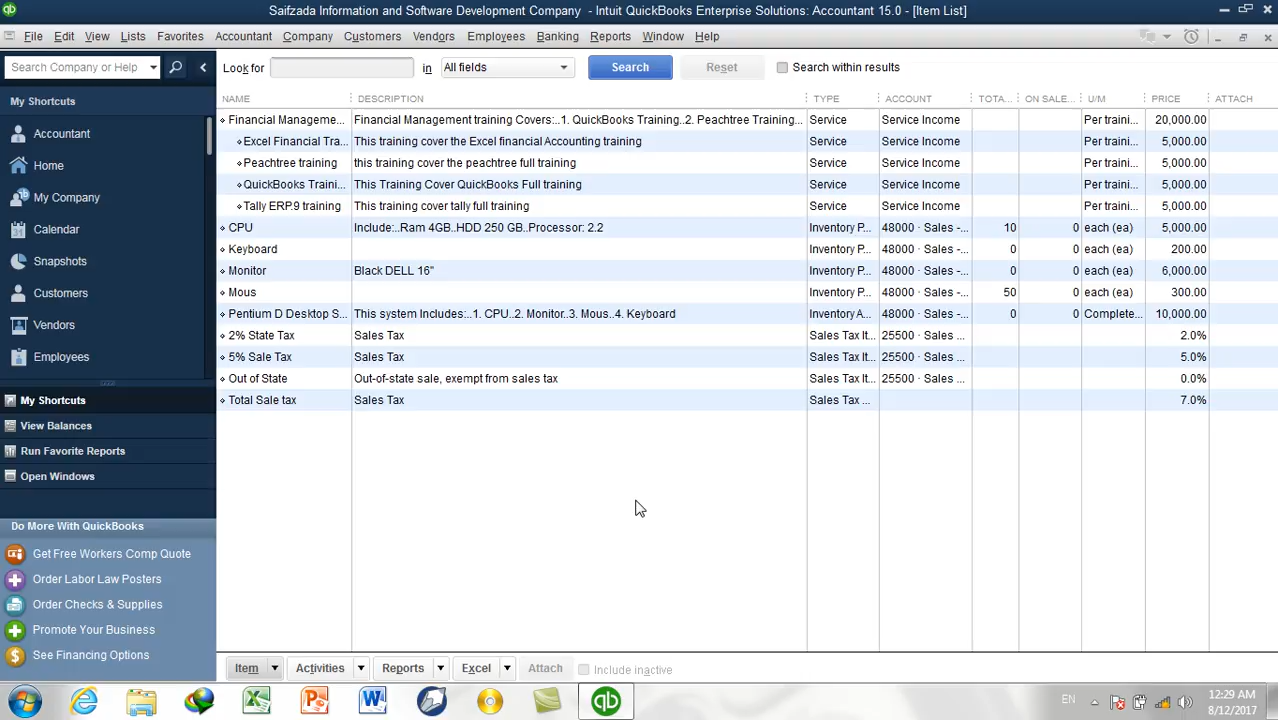 Saifzada Information and Software Development Company - Intuit QuickBooks Enterprise Solutions: Accountant 15.0 - [Item List]
File Edit View Lists Favorites Accountant Company Customers Vendors Employees Banking Reports Window Help
Search Company or Help
Look for in All fields Search Reset Search within results
My Shortcuts
Accountant
Home
My Company
Calendar
Snapshots
Customers
Vendors
Employees
My Shortcuts
View Balances
Run Favorite Reports
Open Windows
Do More With QuickBooks
Get Free Workers Comp Quote
Order Labor Law Posters
Order Checks & Supplies
Promote Your Business
See Financing Options
NAME DESCRIPTION TYPE ACCOUNT TOTA... ON SALE... U/M PRICE ATTACH
Financial Manageme... Financial Management training Covers:..1. QuickBooks Training..2. Peachtree Training... Service Service Income Per traini... 20,000.00
Excel Financial Tra... This training cover the Excel financial Accounting training Service Service Income Per traini... 5,000.00
Peachtree training this training cover the peachtree full training Service Service Income Per traini... 5,000.00
QuickBooks Traini... This Training Cover QuickBooks Full training Service Service Income Per traini... 5,000.00
Tally ERP.9 training This training cover tally full training Service Service Income Per traini... 5,000.00
CPU Include:..Ram 4GB..HDD 250 GB..Processor: 2.2 Inventory P... 48000 · Sales -... 10 0 each (ea) 5,000.00
Keyboard Inventory P... 48000 · Sales -... 0 0 each (ea) 200.00
Monitor Black DELL 16" Inventory P... 48000 · Sales -... 0 0 each (ea) 6,000.00
Mous Inventory P... 48000 · Sales -... 50 0 each (ea) 300.00
Pentium D Desktop S... This system Includes:..1. CPU..2. Monitor..3. Mous..4. Keyboard Inventory A... 48000 · Sales -... 0 0 Complete... 10,000.00
2% State Tax Sales Tax Sales Tax It... 25500 · Sales ... 2.0%
5% Sale Tax Sales Tax Sales Tax It... 25500 · Sales ... 5.0%
Out of State Out-of-state sale, exempt from sales tax Sales Tax It... 25500 · Sales ... 0.0%
Total Sale tax Sales Tax Sales Tax ... 7.0%
Item Activities Reports Excel Attach Include inactive
EN
12:29 AM
8/12/2017